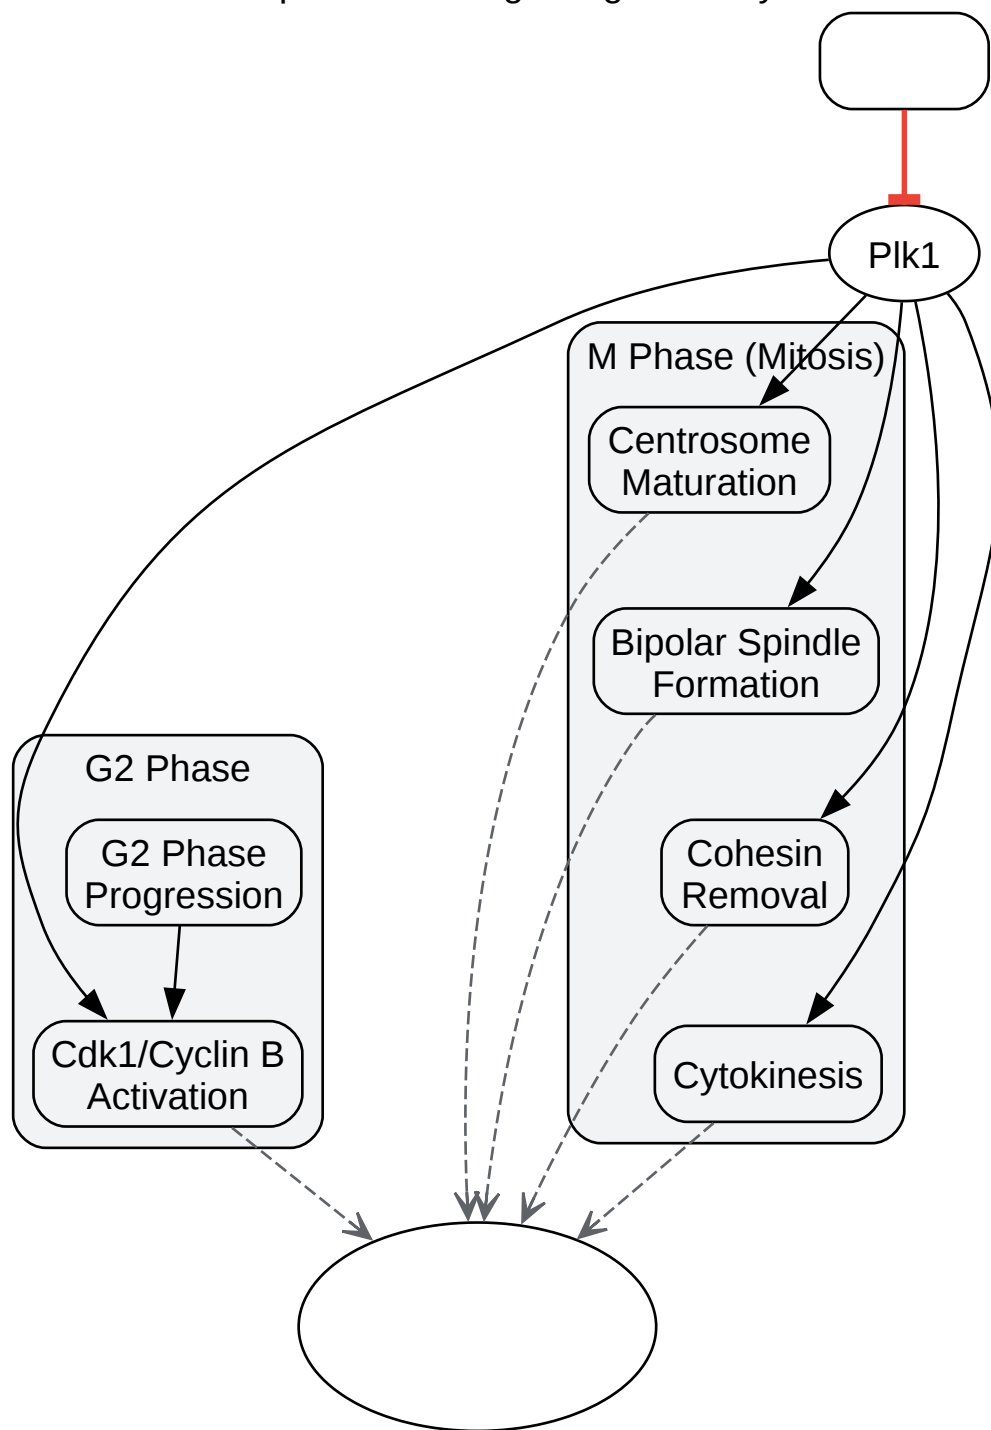 Plk1
M Phase (Mitosis)
Centrosome
Maturation
Bipolar Spindle
Formation
G2 Phase
G2 Phase
Progression
Cohesin
Removal
Cdk1/Cyclin B
Activation
Cytokinesis